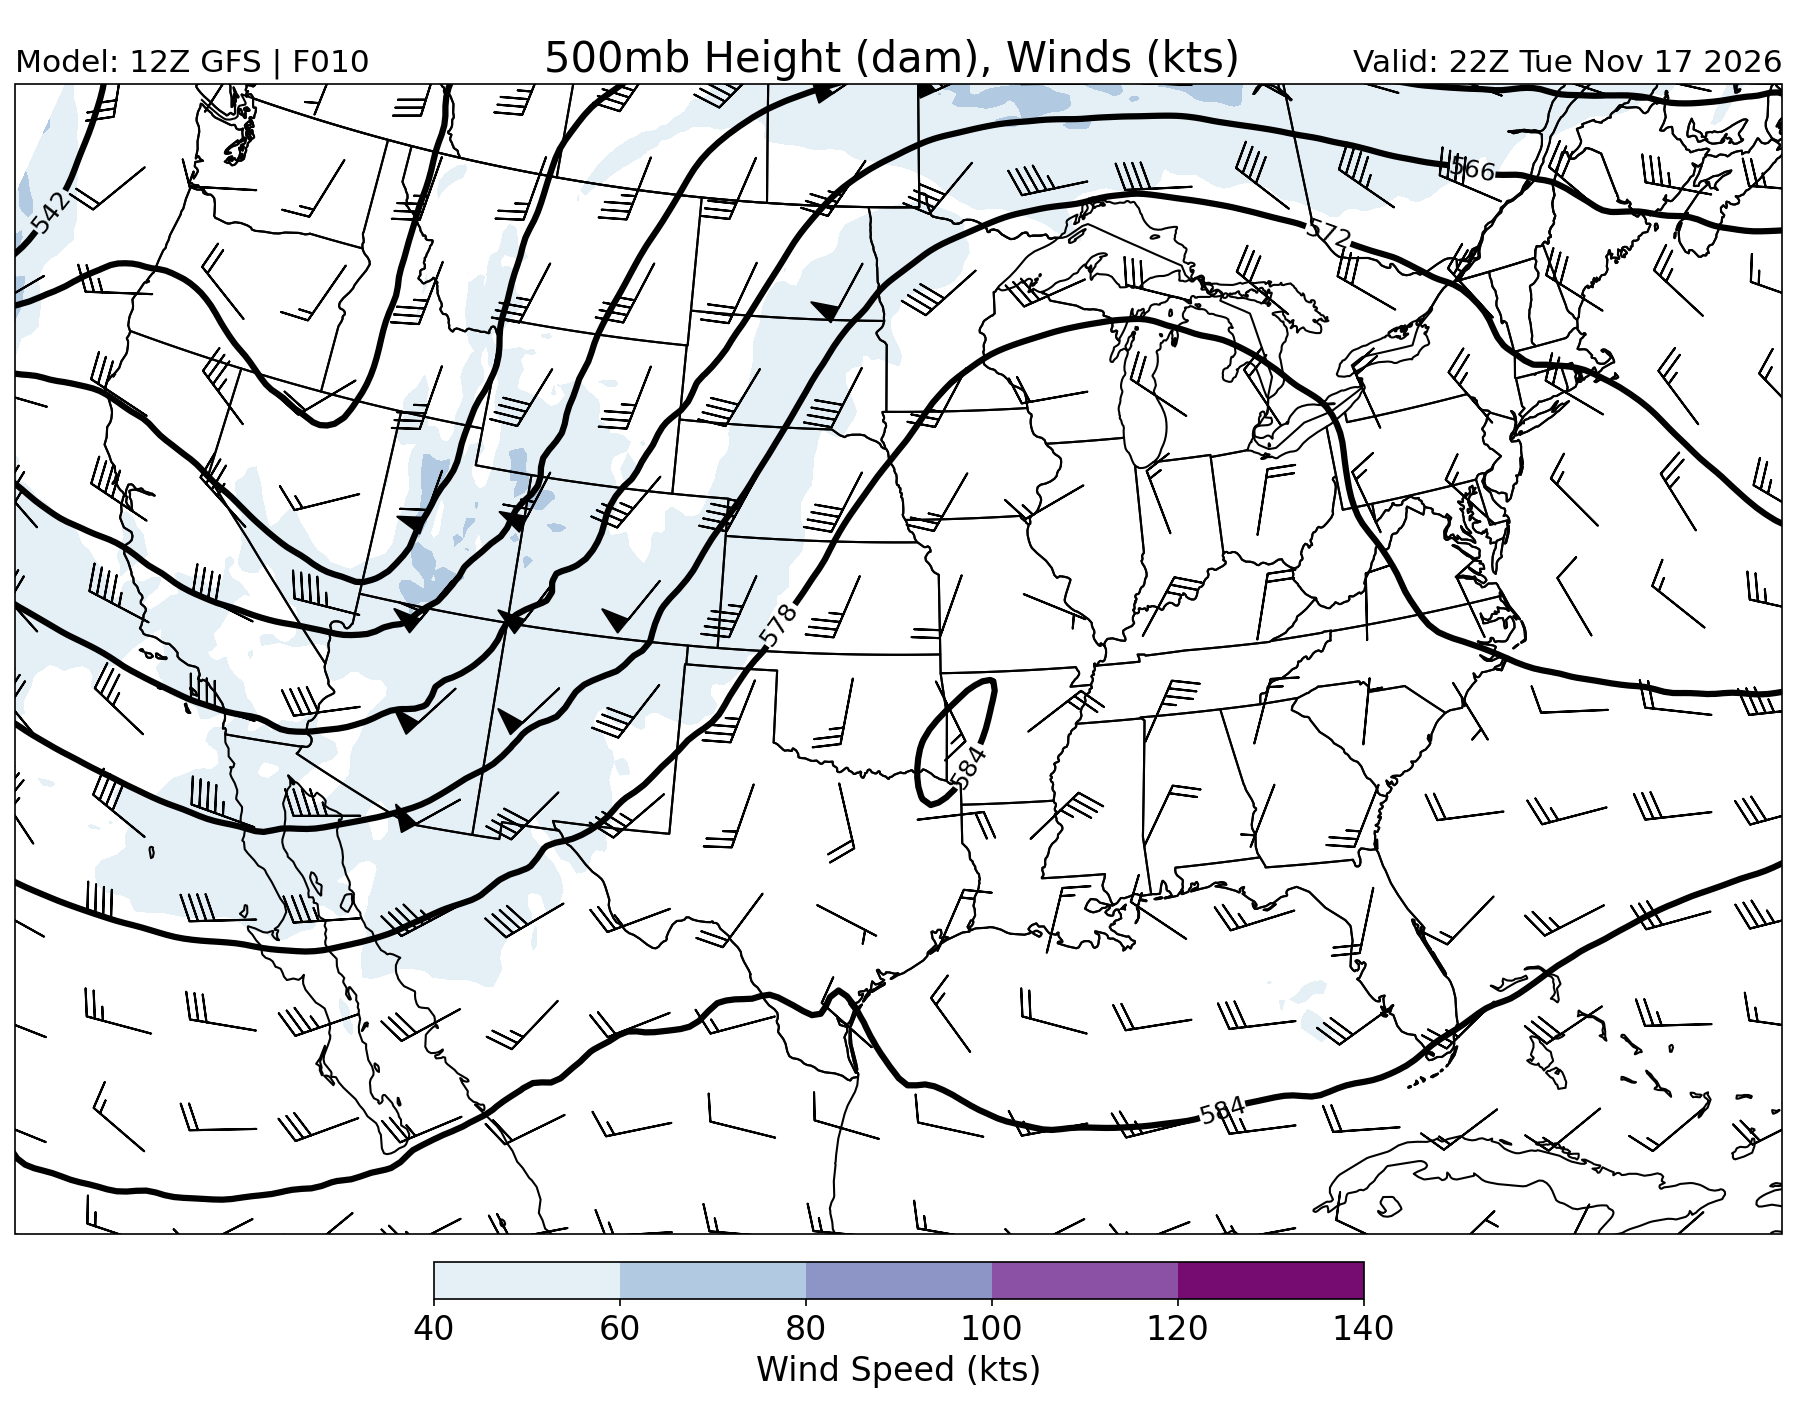 Model: 12Z GFS | F010
500mb Height (dam), Winds (kts)
Valid: 22Z Tue Nov 17 2026
566
542
572
578
584
584
40 60 80 100 120 140
Wind Speed (kts)